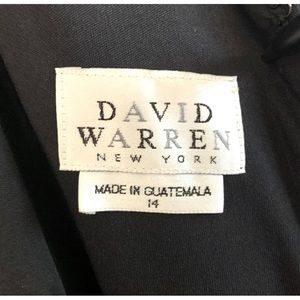 DAVID
WARREN
NEW YORK
MADE IN GUATEMALA
14